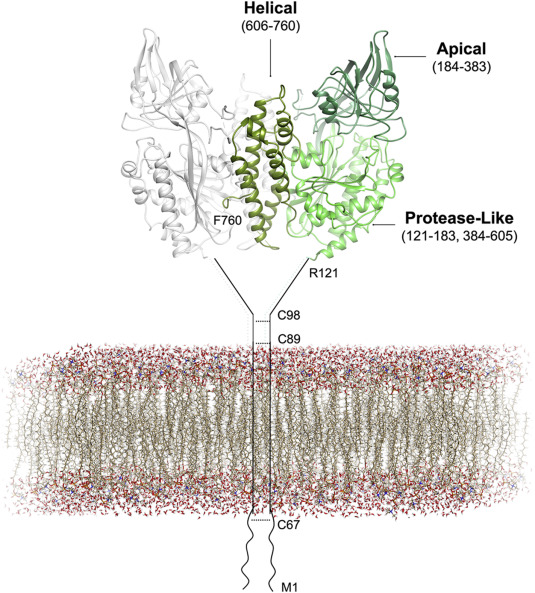 Helical
(606-760)
Apical
(184-383)
Protease-Like
(121-183, 384-605)
F760
R121
C98
C89
C67
M1